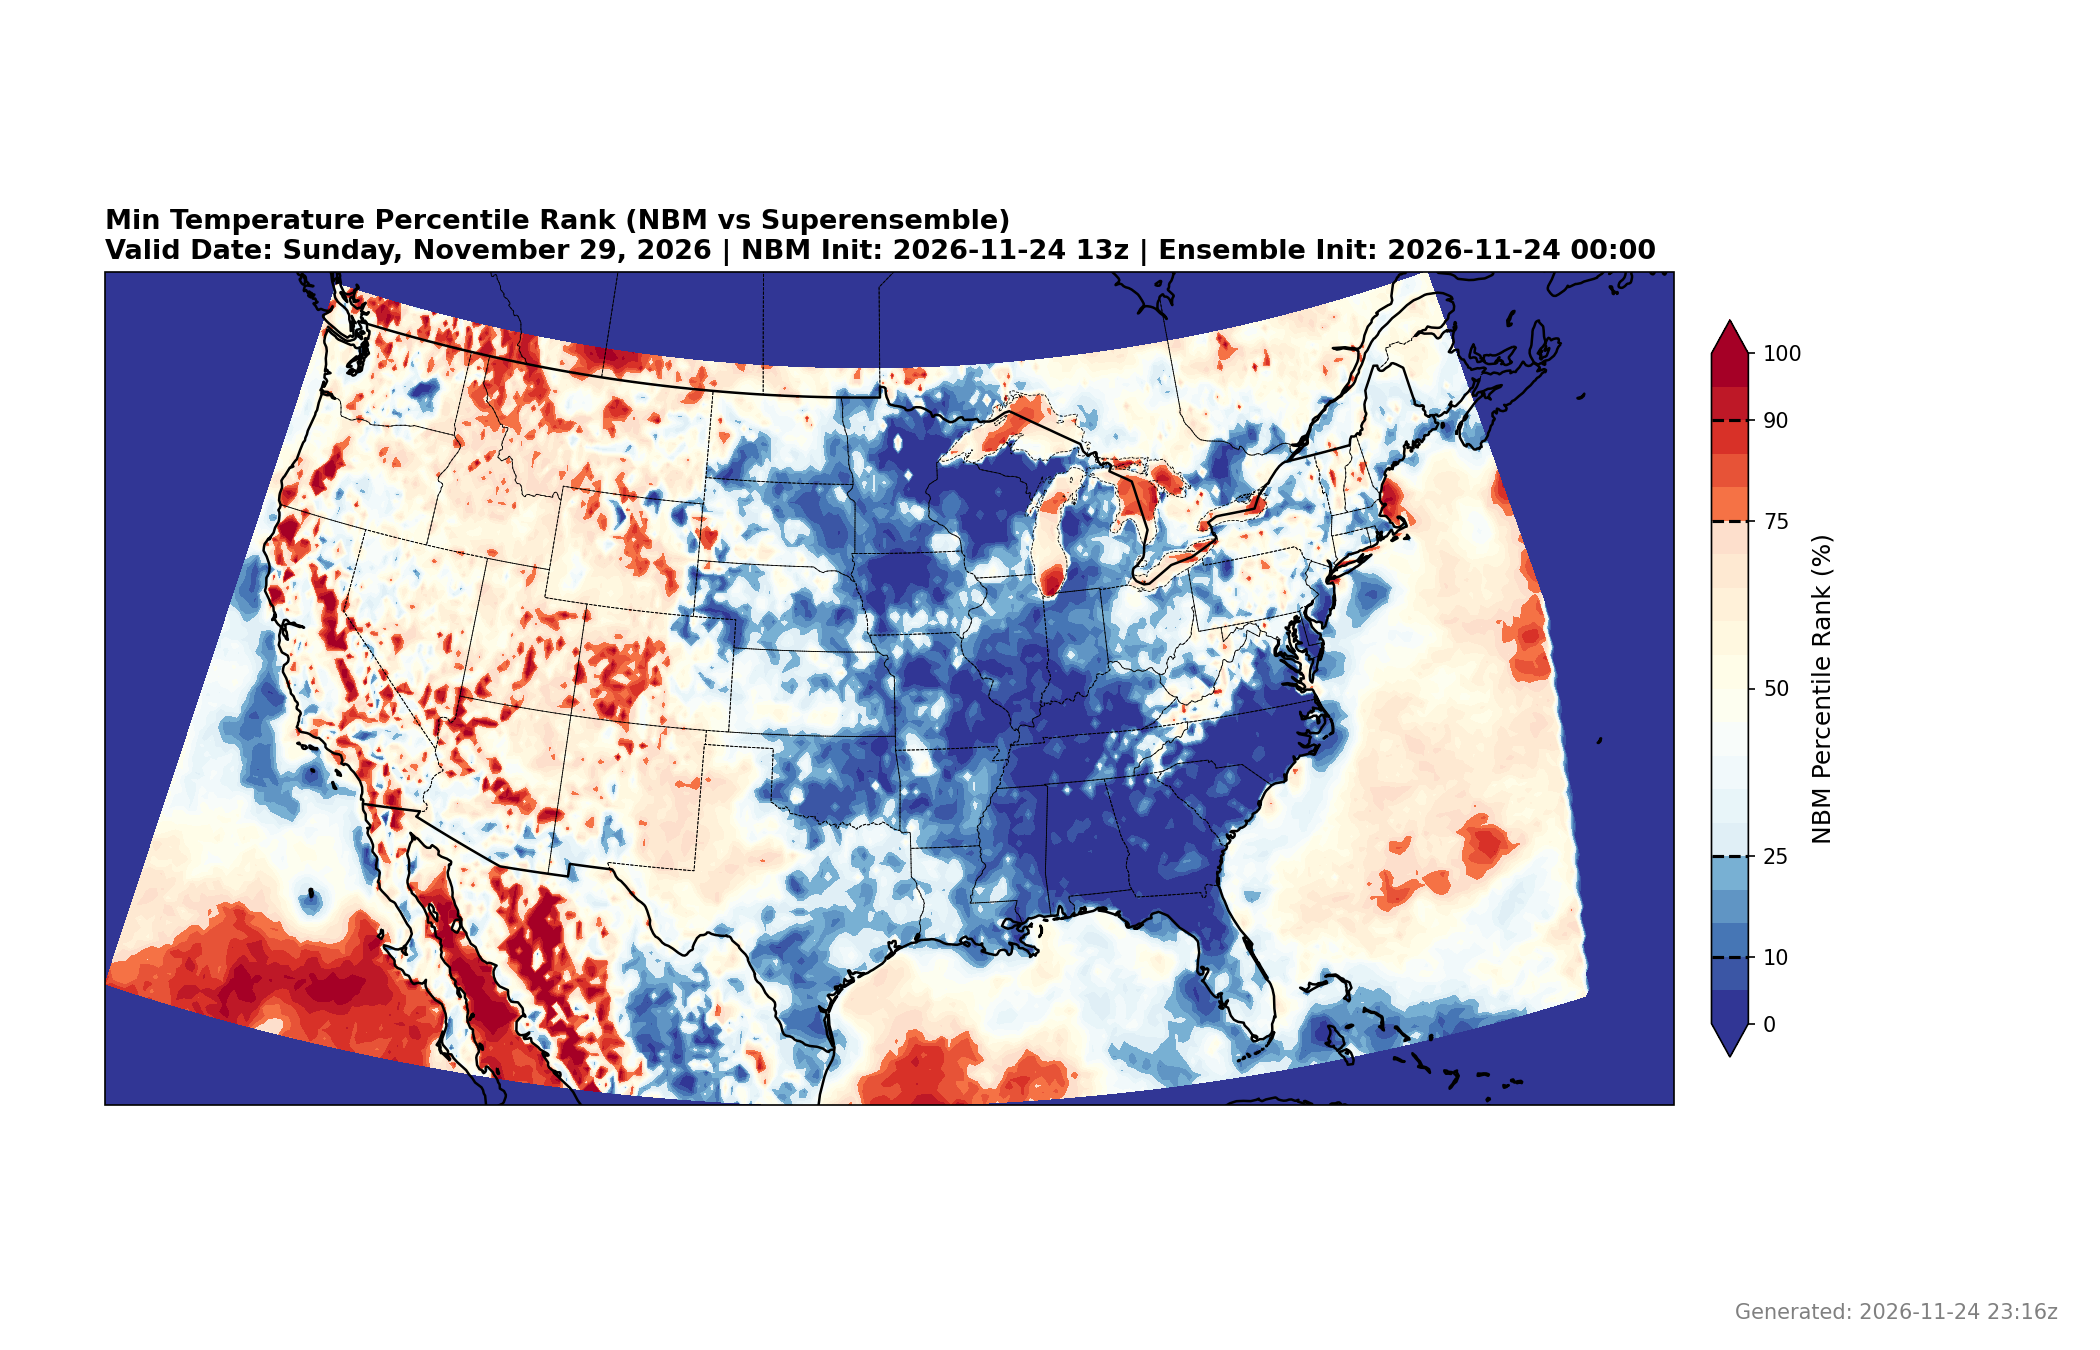 Min Temperature Percentile Rank (NBM vs Superensemble)
Valid Date: Sunday, November 29, 2026 | NBM Init: 2026-11-24 13z | Ensemble Init: 2026-11-24 00:00
100
90
75
50
25
10
0
NBM Percentile Rank (%)
Generated: 2026-11-24 23:16z